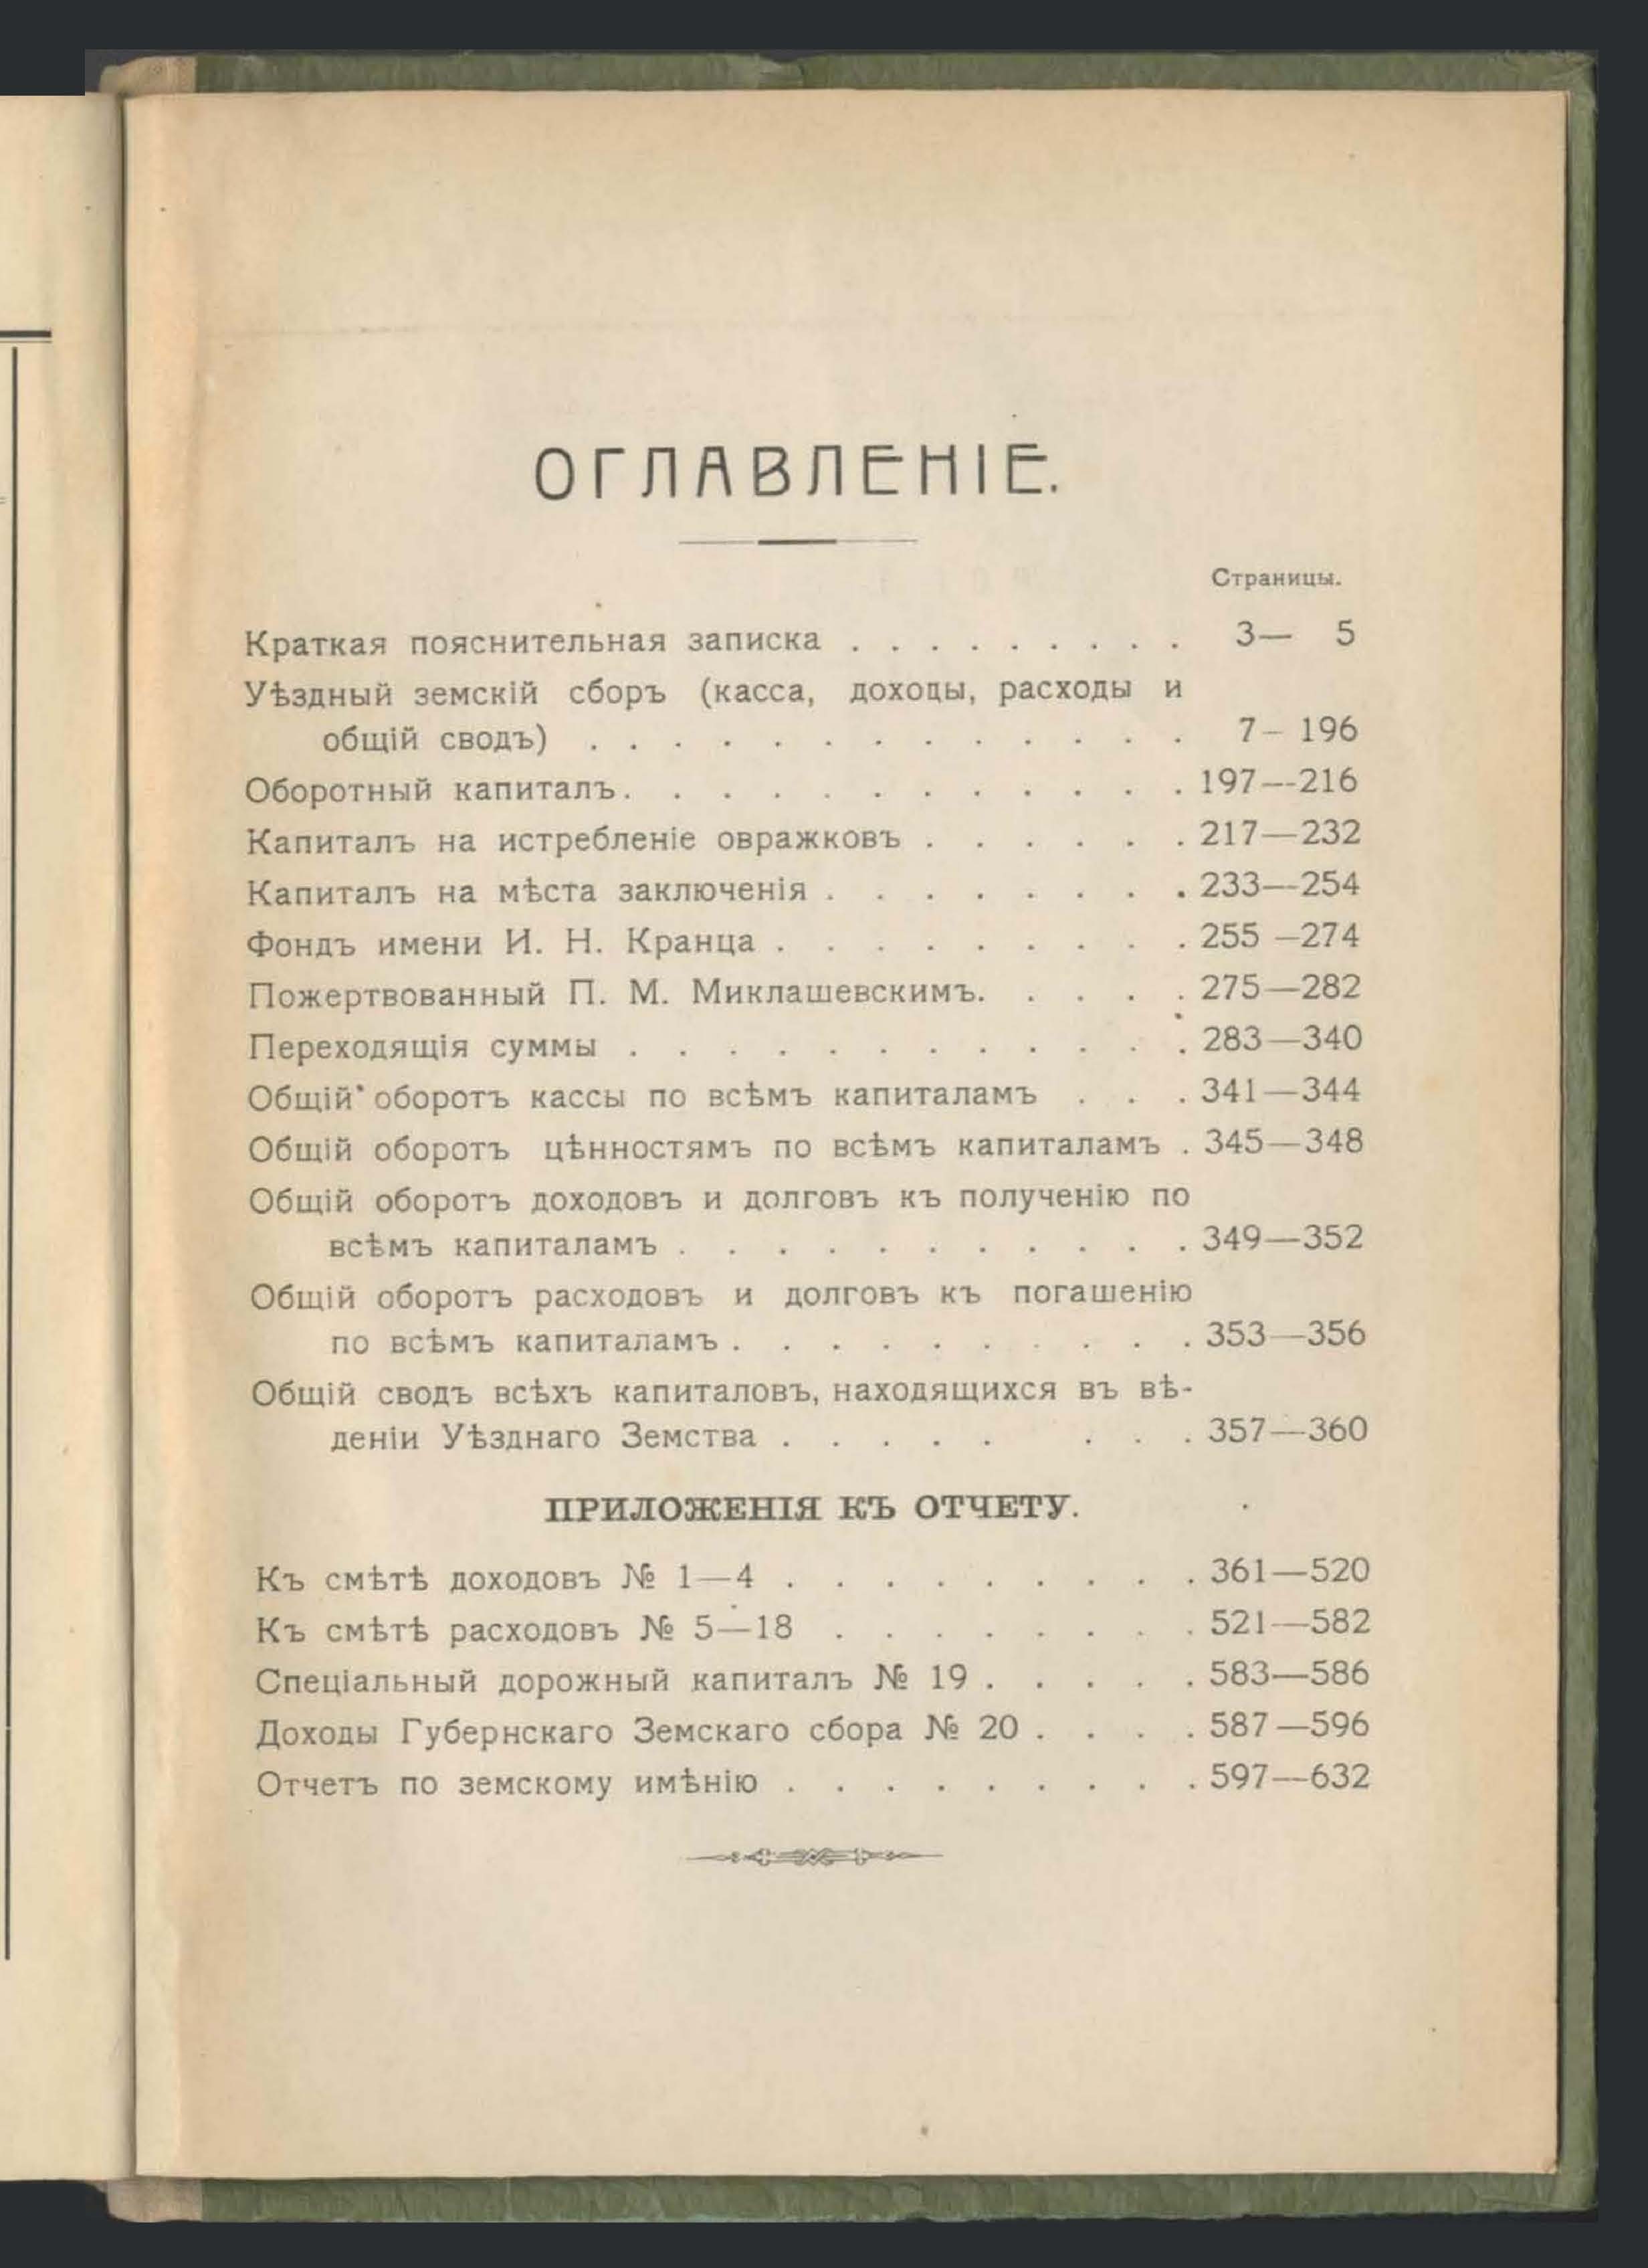 ОГЛАВЛЕНІЕ.
Страницы.
Краткая пояснительная записка . . . . . . . . . 3— 5
Уѣздный земскій сборъ (касса, доходы, расходы и
общій сводъ) . . . . . . . . . . . . . 7– 196
Оборотный капиталъ. . . . . . . . . . . . 197—216
Капиталъ на истребленіе овражковъ . . . . . . 217—232
Капиталъ на мѣста заключенія . . . . . . . . 233—254
Фондъ имени И. Н. Кранца . . . . . . . . . 255 —274
Пожертвованный П. М. Миклашевскимъ. . . . . 275—282
Переходящія суммы . . . . . . . . . . . . 283—340
Общій оборотъ кассы по всѣмъ капиталамъ . . . 341—344
Общій оборотъ цѣнностямъ по всѣмъ капиталамъ . 345—348
Общій оборотъ доходовъ и долговъ къ полученію по
всѣмъ капиталамъ . . . . . . . . . . . 349—352
Общій оборотъ расходовъ и долговъ къ погашенію
по всѣмъ капиталамъ . . . . . . . . . . 353—356
Общій сводъ всѣхъ капиталовъ, находящихся въ вѣ-
деніи Уѣзднаго Земства . . . . . . . . 357—360
ПРИЛОЖЕНІЯ КЪ ОТЧЕТУ.
Къ смѣтѣ доходовъ № 1—4 . . . . . . . . . 361—520
Къ смѣтѣ расходовъ № 5—18 . . . . . . . . 521—582
Спеціальный дорожный капиталъ № 19 . . . . . 583—586
Доходы Губернскаго Земскаго сбора № 20 . . . . 587—596
Отчетъ по земскому имѣнію . . . . . . . . . 597—632